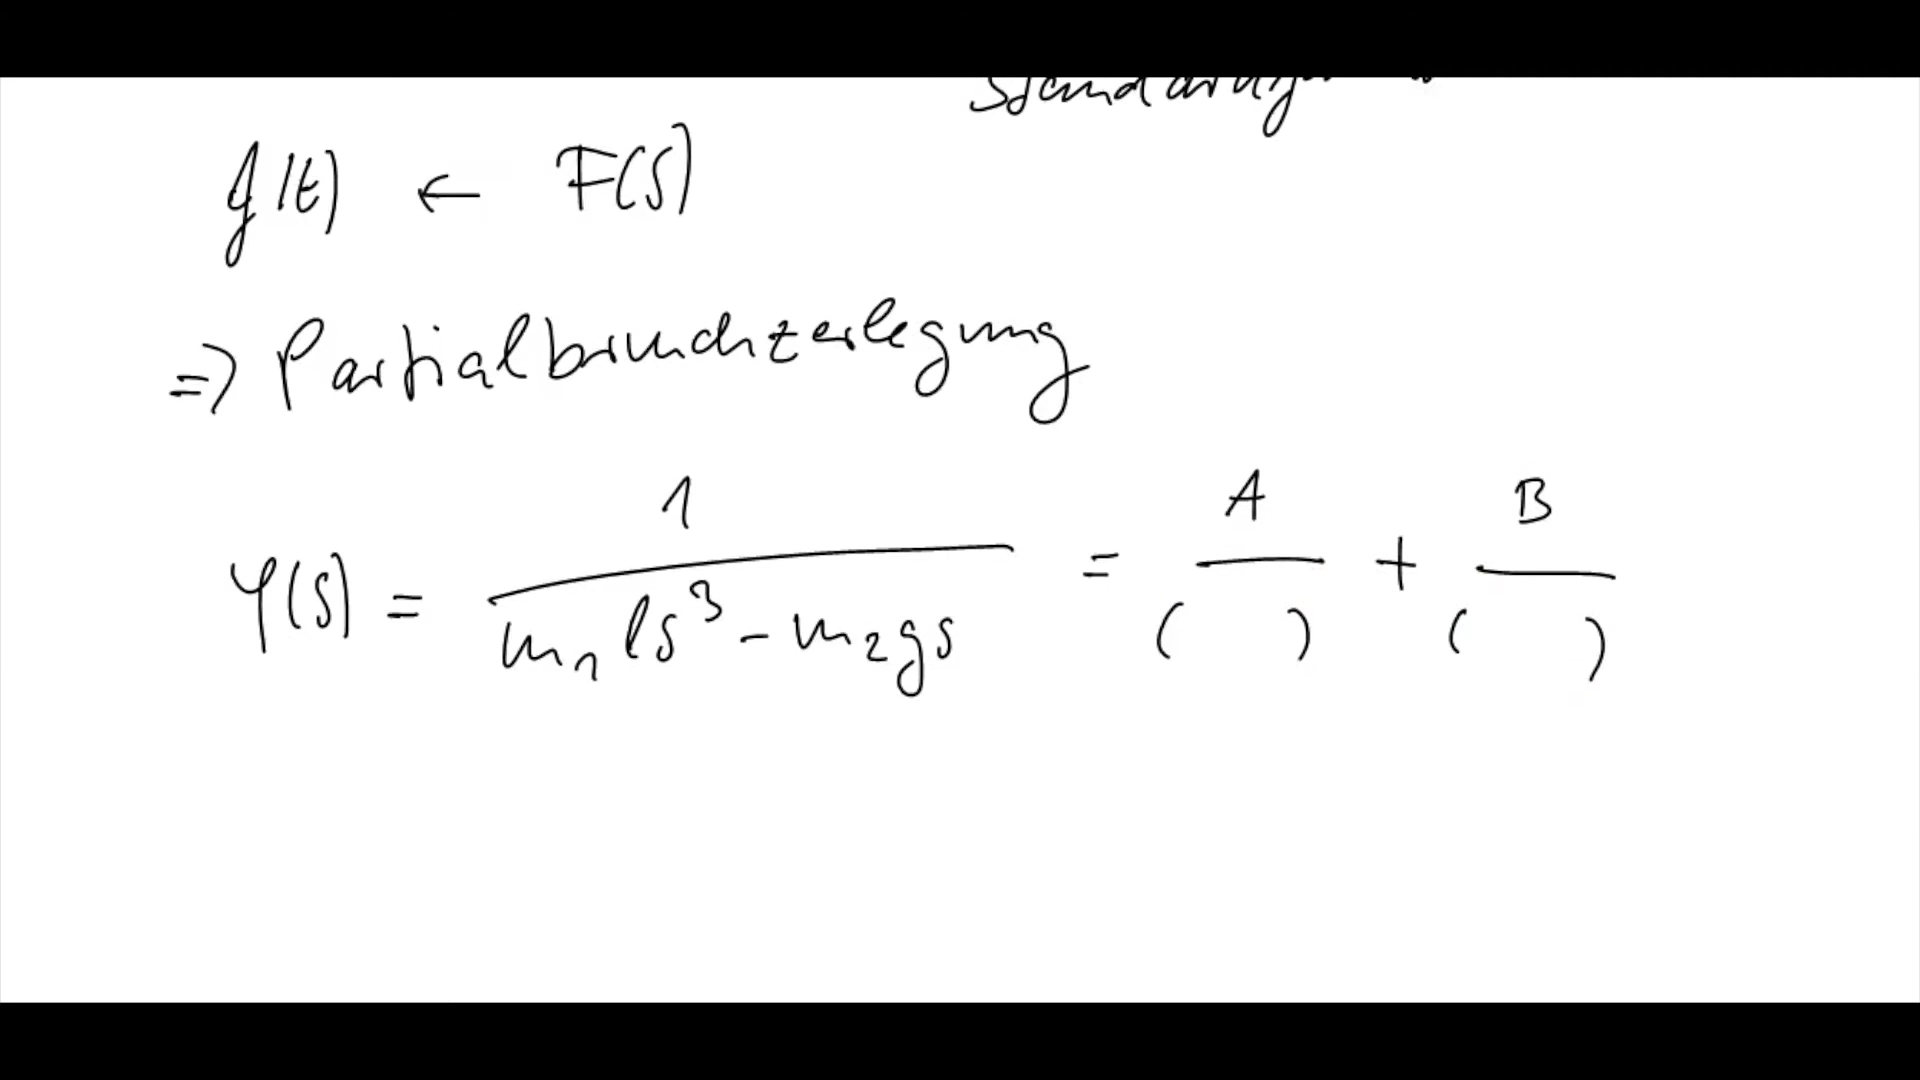 f(t) ← F(s)
=> Partialbruchzerlegung
φ(s) = 1 / (m₁ls³ - m₂gs) = A / ( ) + B / ( )